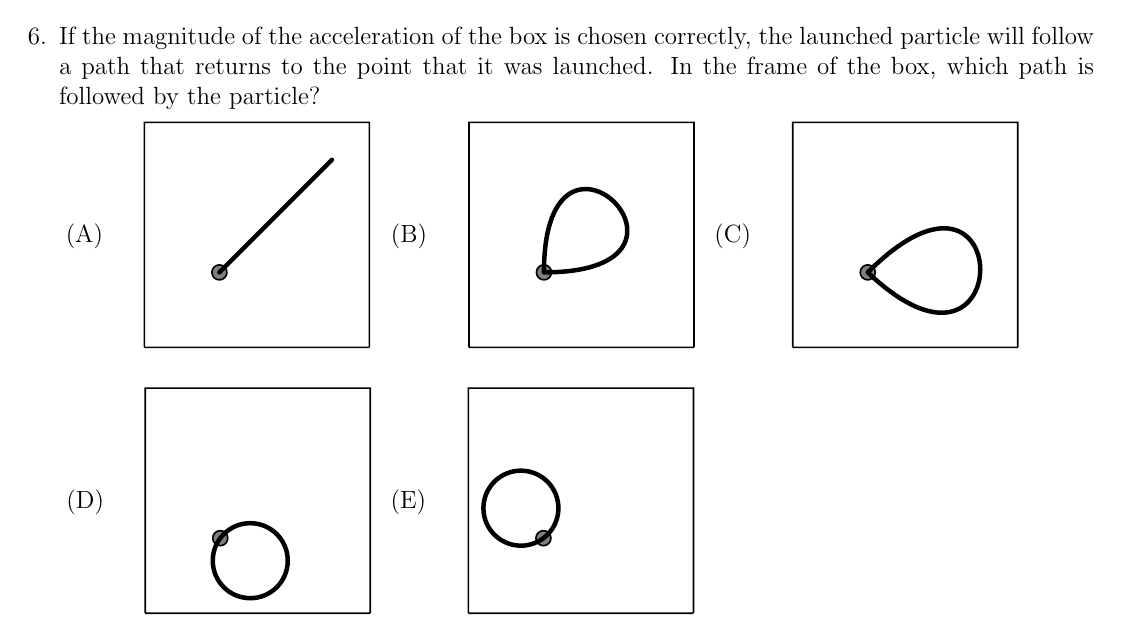 6. If the magnitude of the acceleration of the box is chosen correctly, the launched particle will follow
a path that returns to the point that it was launched. In the frame of the box, which path is
followed by the particle?
(A)
(B)
(C)
(D)
(E)